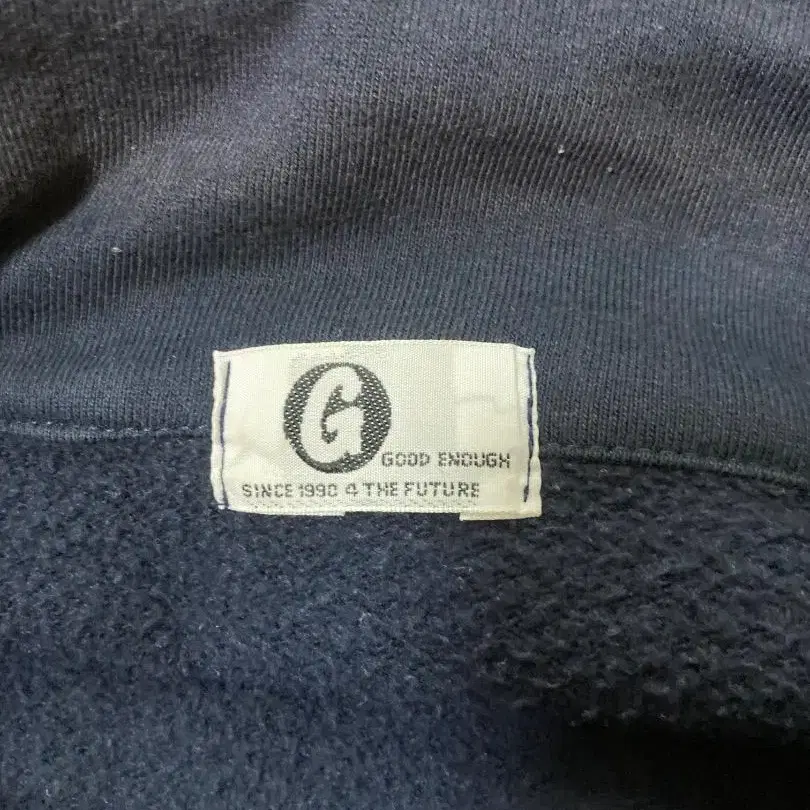 G
GOOD ENOUGH
SINCE 1990 4 THE FUTURE